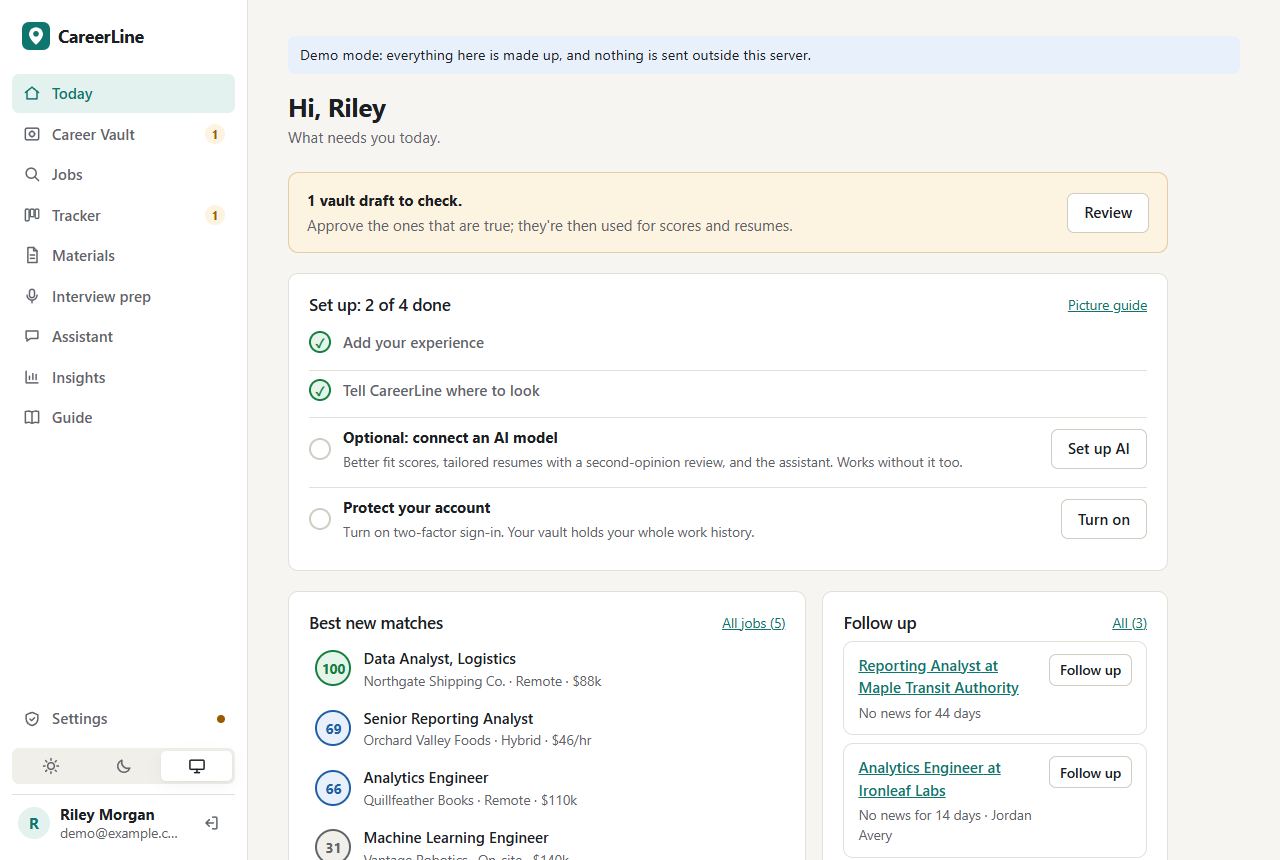 CareerLine
Today
Career Vault 1
Jobs
Tracker 1
Materials
Interview prep
Assistant
Insights
Guide
Settings
R
Riley Morgan
demo@example.c...
Demo mode: everything here is made up, and nothing is sent outside this server.
Hi, Riley
What needs you today.
1 vault draft to check.
Approve the ones that are true; they're then used for scores and resumes.
Review
Set up: 2 of 4 done
Picture guide
Add your experience
Tell CareerLine where to look
Optional: connect an AI model
Better fit scores, tailored resumes with a second-opinion review, and the assistant. Works without it too.
Set up AI
Protect your account
Turn on two-factor sign-in. Your vault holds your whole work history.
Turn on
Best new matches
All jobs (5)
100
Data Analyst, Logistics
Northgate Shipping Co. · Remote · $88k
69
Senior Reporting Analyst
Orchard Valley Foods · Hybrid · $46/hr
66
Analytics Engineer
Quillfeather Books · Remote · $110k
31
Machine Learning Engineer
Vantage Robotics · On-site · $140k
Follow up
All (3)
Reporting Analyst at
Maple Transit Authority
No news for 44 days
Follow up
Analytics Engineer at
Ironleaf Labs
No news for 14 days · Jordan
Avery
Follow up